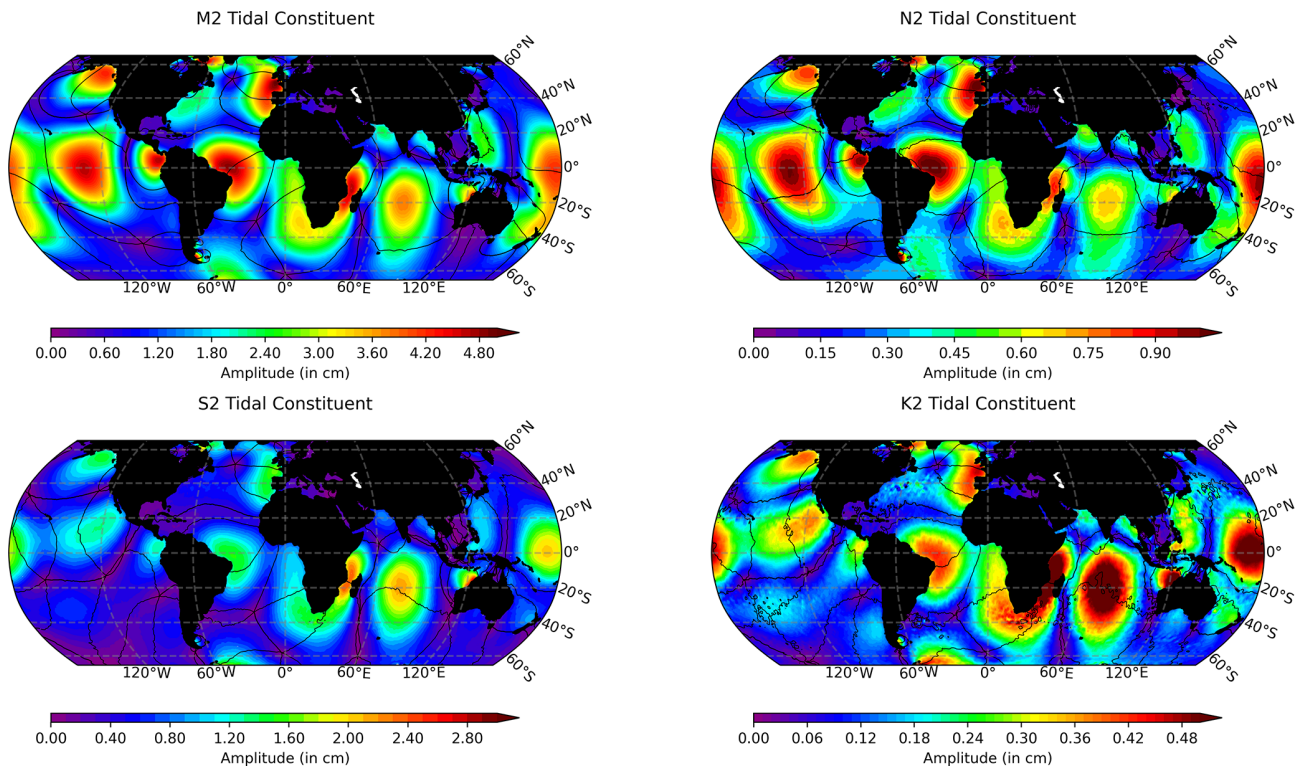 M2 Tidal Constituent
60°N
40°N
20°N
0°
20°S
40°S
60°S
120°W 60°W 0° 60°E 120°E
0.00 0.60 1.20 1.80 2.40 3.00 3.60 4.20 4.80
Amplitude (in cm)
N2 Tidal Constituent
60°N
40°N
20°N
0°
20°S
40°S
60°S
120°W 60°W 0° 60°E 120°E
0.00 0.15 0.30 0.45 0.60 0.75 0.90
Amplitude (in cm)
S2 Tidal Constituent
60°N
40°N
20°N
0°
20°S
40°S
60°S
120°W 60°W 0° 60°E 120°E
0.00 0.40 0.80 1.20 1.60 2.00 2.40 2.80
Amplitude (in cm)
K2 Tidal Constituent
60°N
40°N
20°N
0°
20°S
40°S
60°S
120°W 60°W 0° 60°E 120°E
0.00 0.06 0.12 0.18 0.24 0.30 0.36 0.42 0.48
Amplitude (in cm)